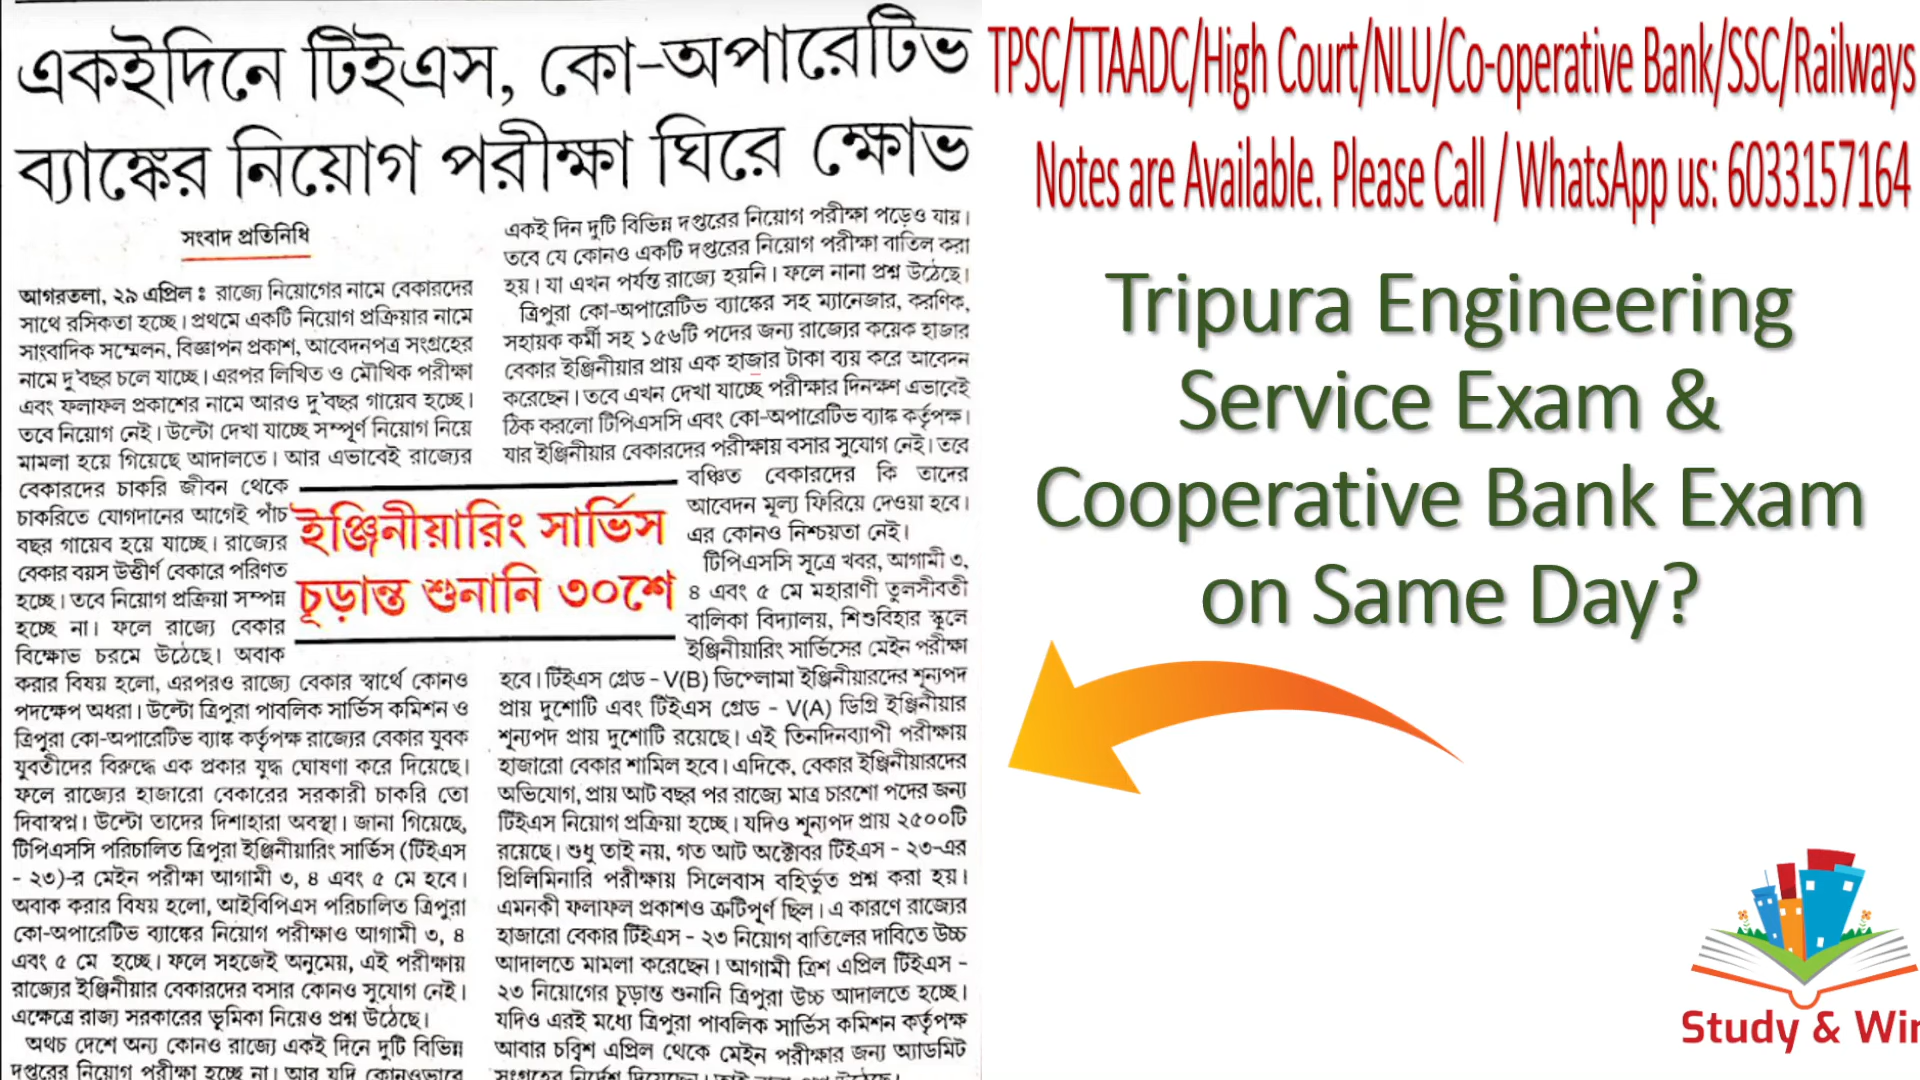 একইদিনে টিইএস, কো-অপারেটিভ
ব্যাঙ্কের নিয়োগ পরীক্ষা ঘিরে ক্ষোভ
সংবাদ প্রতিনিধি
আগরতলা, ২৯ এপ্রিল ঃ রাজ্যে নিয়োগের নামে বেকারদের
সাথে রসিকতা হচ্ছে। প্রথমে একটি নিয়োগ প্রক্রিয়ার নামে
সাংবাদিক সম্মেলন, বিজ্ঞাপন প্রকাশ, আবেদনপত্র সংগ্রহের
নামে দু'বছর চলে যাচ্ছে। এরপর লিখিত ও মৌখিক পরীক্ষা
এবং ফলাফল প্রকাশের নামে আরও দু'বছর গায়েব হচ্ছে।
তবে নিয়োগ নেই। উল্টো দেখা যাচ্ছে সম্পূর্ণ নিয়োগ নিয়ে
মামলা হয়ে গিয়েছে আদালতে। আর এভাবেই রাজ্যের
বেকারদের চাকরি জীবন থেকে
চাকরিতে যোগদানের আগেই পাঁচ
বছর গায়েব হয়ে যাচ্ছে। রাজ্যের
বেকার বয়স উত্তীর্ণ বেকারে পরিণত
হচ্ছে। তবে নিয়োগ প্রক্রিয়া সম্পন্ন
হচ্ছে না। ফলে রাজ্যে বেকার
বিক্ষোভ চরমে উঠেছে। অবাক
করার বিষয় হলো, এরপরও রাজ্যে বেকার স্বার্থে কোনও
পদক্ষেপ অধরা। উল্টো ত্রিপুরা পাবলিক সার্ভিস কমিশন ও
ত্রিপুরা কো-অপারেটিভ ব্যাঙ্ক কর্তৃপক্ষ রাজ্যের বেকার যুবক
যুবতীদের বিরুদ্ধে এক প্রকার যুদ্ধ ঘোষণা করে দিয়েছে।
ফলে রাজ্যের হাজারো বেকারের সরকারী চাকরি তো
দিবাস্বপ্ন। উল্টো তাদের দিশাহারা অবস্থা। জানা গিয়েছে,
টিপিএসসি পরিচালিত ত্রিপুরা ইঞ্জিনীয়ারিং সার্ভিস (টিইএস
- ২৩)-র মেইন পরীক্ষা আগামী ৩, ৪ এবং ৫ মে হবে।
অবাক করার বিষয় হলো, আইবিপিএস পরিচালিত ত্রিপুরা
কো-অপারেটিভ ব্যাঙ্কের নিয়োগ পরীক্ষাও আগামী ৩, ৪
এবং ৫ মে হচ্ছে। ফলে সহজেই অনুমেয়, এই পরীক্ষায়
রাজ্যের ইঞ্জিনীয়ার বেকারদের বসার কোনও সুযোগ নেই।
এক্ষেত্রে রাজ্য সরকারের ভূমিকা নিয়েও প্রশ্ন উঠেছে।
অথচ দেশে অন্য কোনও রাজ্যে একই দিনে দুটি বিভিন্ন
দপ্তরের নিয়োগ পরীক্ষা হচ্ছে না। আর যদি কোনওভাবে
একই দিন দুটি বিভিন্ন দপ্তরের নিয়োগ পরীক্ষা পড়েও যায়।
তবে যে কোনও একটি দপ্তরের নিয়োগ পরীক্ষা বাতিল করা
হয়। যা এখন পর্যন্ত রাজ্যে হয়নি। ফলে নানা প্রশ্ন উঠেছে।
ত্রিপুরা কো-অপারেটিভ ব্যাঙ্কের সহ ম্যানেজার, করণিক,
সহায়ক কর্মী সহ ১৫৬টি পদের জন্য রাজ্যের কয়েক হাজার
বেকার ইঞ্জিনীয়ার প্রায় এক হাজার টাকা ব্যয় করে আবেদন
করেছেন। তবে এখন দেখা যাচ্ছে পরীক্ষার দিনক্ষণ এভাবেই
ঠিক করলো টিপিএসসি এবং কো-অপারেটিভ ব্যাঙ্ক কর্তৃপক্ষ।
যার ইঞ্জিনীয়ার বেকারদের পরীক্ষায় বসার সুযোগ নেই। তবে
বঞ্চিত বেকারদের কি তাদের
আবেদন মূল্য ফিরিয়ে দেওয়া হবে।
এর কোনও নিশ্চয়তা নেই।
টিপিএসসি সূত্রে খবর, আগামী ৩,
৪ এবং ৫ মে মহারাণী তুলসীবতী
বালিকা বিদ্যালয়, শিশুবিহার স্কুলে
ইঞ্জিনীয়ারিং সার্ভিসের মেইন পরীক্ষা
হবে। টিইএস গ্রেড - V(B) ডিপ্লোমা ইঞ্জিনীয়ারদের শূন্যপদ
প্রায় দুশোটি এবং টিইএস গ্রেড - V(A) ডিগ্রি ইঞ্জিনীয়ার
শূন্যপদ প্রায় দুশোটি রয়েছে। এই তিনদিনব্যাপী পরীক্ষায়
হাজারো বেকার শামিল হবে। এদিকে, বেকার ইঞ্জিনীয়ারদের
অভিযোগ, প্রায় আট বছর পর রাজ্যে মাত্র চারশো পদের জন্য
টিইএস নিয়োগ প্রক্রিয়া হচ্ছে। যদিও শূন্যপদ প্রায় ২৫০০টি
রয়েছে। শুধু তাই নয়, গত আট অক্টোবর টিইএস - ২৩-এর
প্রিলিমিনারি পরীক্ষায় সিলেবাস বহির্ভূত প্রশ্ন করা হয়।
এমনকী ফলাফল প্রকাশও ত্রুটিপূর্ণ ছিল। এ কারণে রাজ্যের
হাজারো বেকার টিইএস - ২৩ নিয়োগ বাতিলের দাবিতে উচ্চ
আদালতে মামলা করেছেন। আগামী ত্রিশ এপ্রিল টিইএস -
২৩ নিয়োগের চূড়ান্ত শুনানি ত্রিপুরা উচ্চ আদালতে হচ্ছে।
যদিও এরই মধ্যে ত্রিপুরা পাবলিক সার্ভিস কমিশন কর্তৃপক্ষ
আবার চব্বিশ এপ্রিল থেকে মেইন পরীক্ষার জন্য অ্যাডমিট
ইঞ্জিনীয়ারিং সার্ভিস
চূড়ান্ত শুনানি ৩০শে
TPSC/TTAADC/High Court/NLU/Co-operative Bank/SSC/Railways
Notes are Available. Please Call / WhatsApp us: 6033157164
Tripura Engineering
Service Exam &
Cooperative Bank Exam
on Same Day?
Study & Win